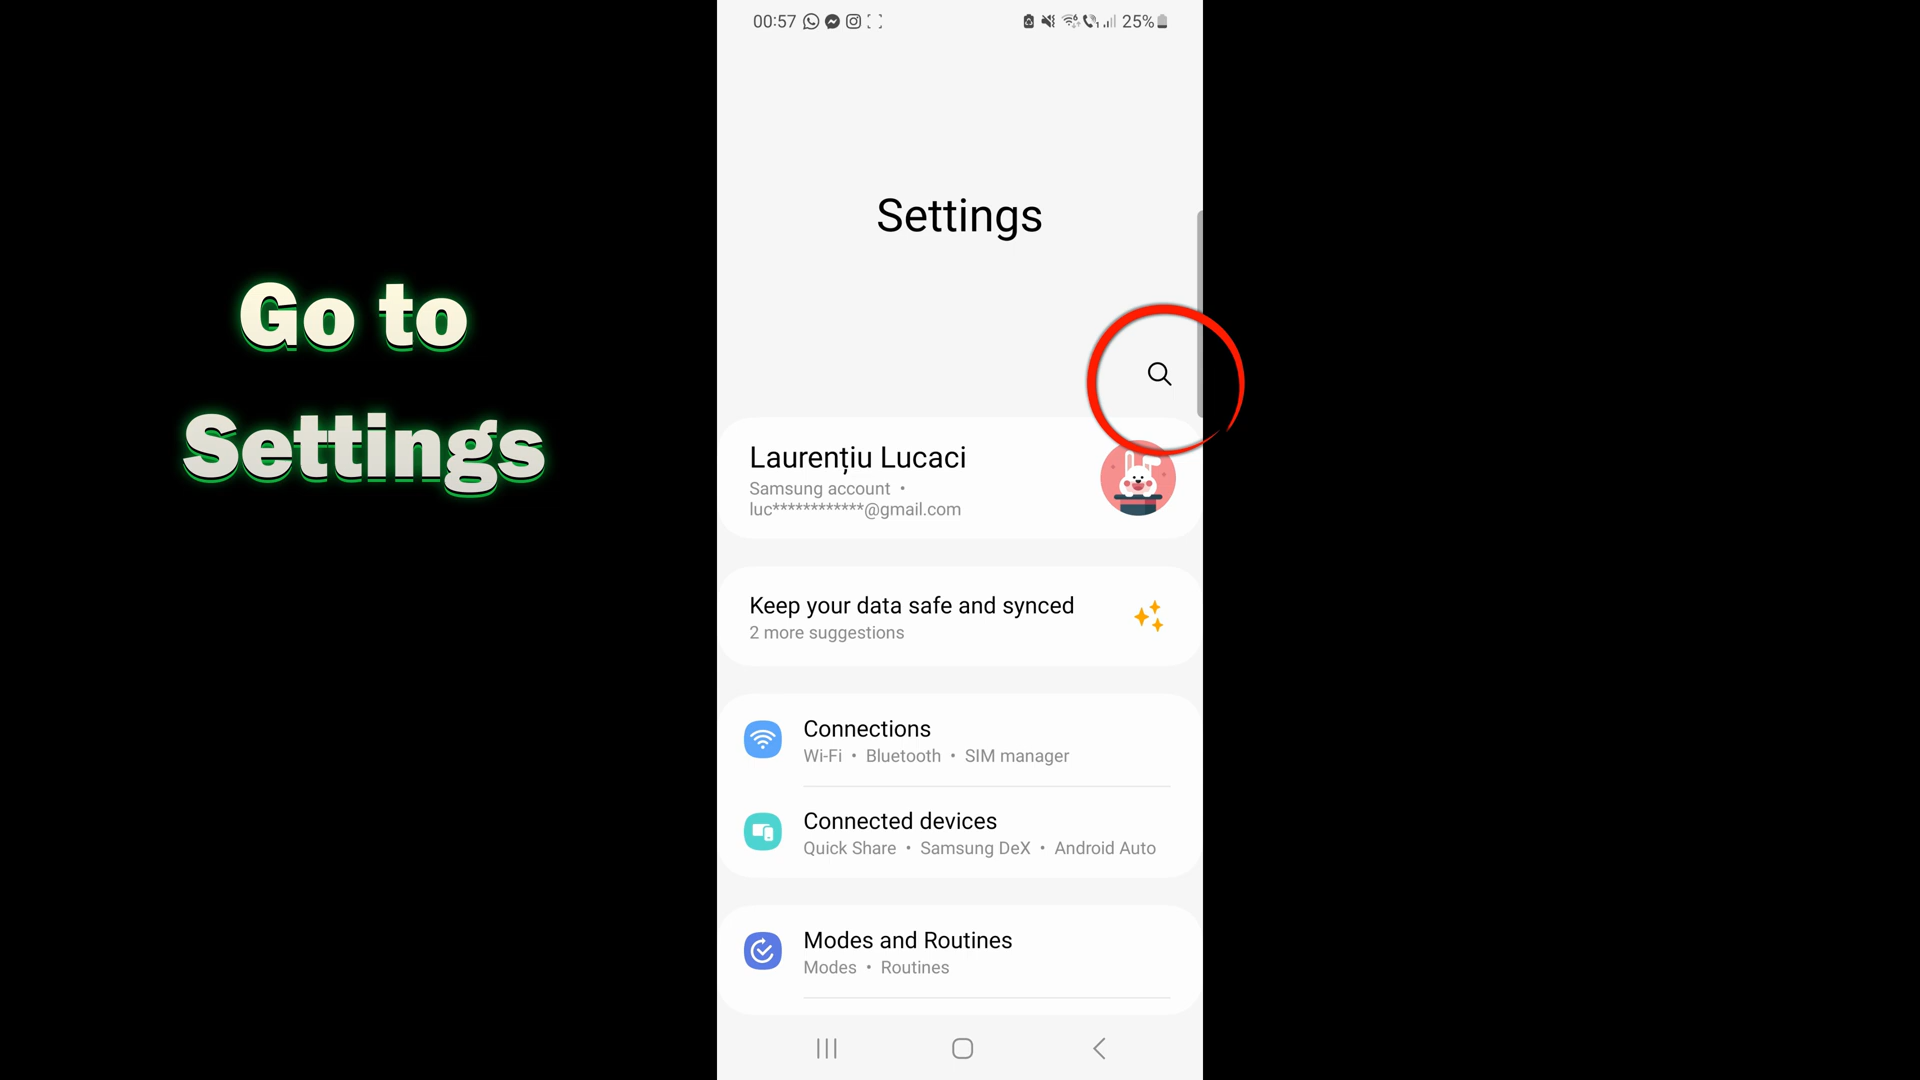 00:57
25%
Settings
Go to
Settings
Laurențiu Lucaci
Samsung account •
luc************@gmail.com
Keep your data safe and synced
2 more suggestions
Connections
Wi-Fi • Bluetooth • SIM manager
Connected devices
Quick Share • Samsung DeX • Android Auto
Modes and Routines
Modes • Routines